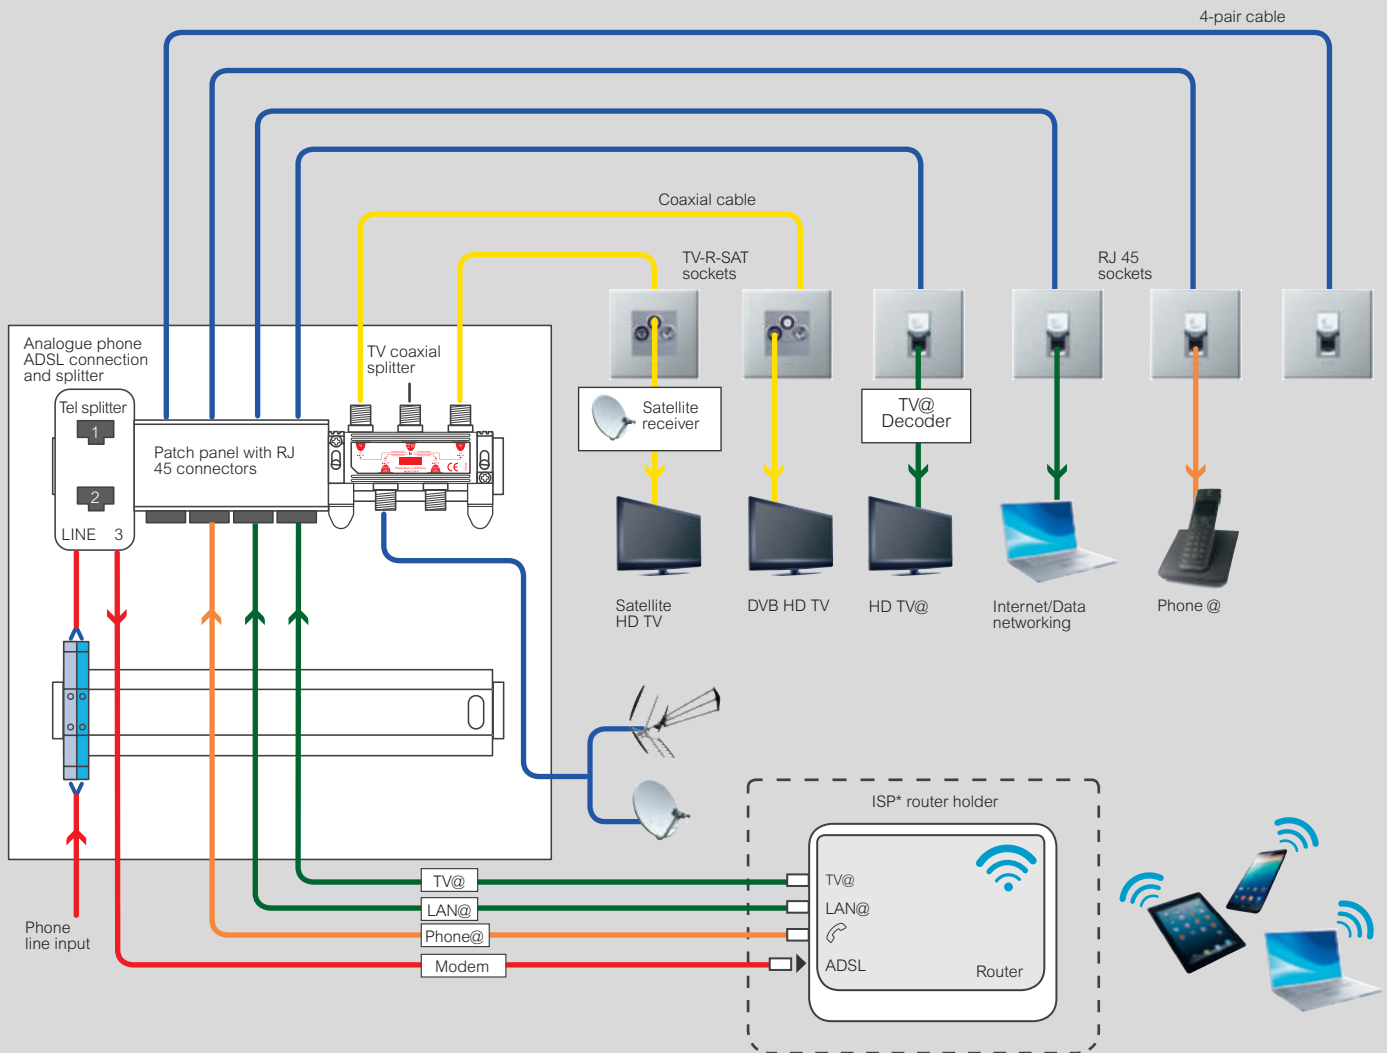 4-pair cable
Coaxial cable
TV-R-SAT
sockets
RJ 45
sockets
Analogue phone
ADSL connection
and splitter
TV coaxial
splitter
Tel splitter
1
2
LINE 3
Patch panel with RJ
45 connectors
Satellite
receiver
TV@
Decoder
Satellite
HD TV
DVB HD TV
HD TV@
Internet/Data
networking
Phone @
CE
ISP* router holder
TV@
LAN@
Phone@
Modem
TV@
LAN@
ADSL
Router
Phone
line input